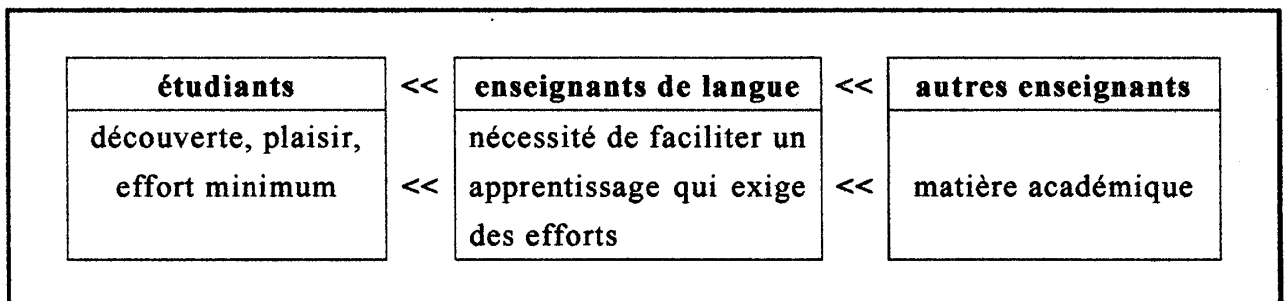 étudiants << enseignants de langue << autres enseignants
découverte, plaisir, nécessité de faciliter un
effort minimum << apprentissage qui exige << matière académique
des efforts